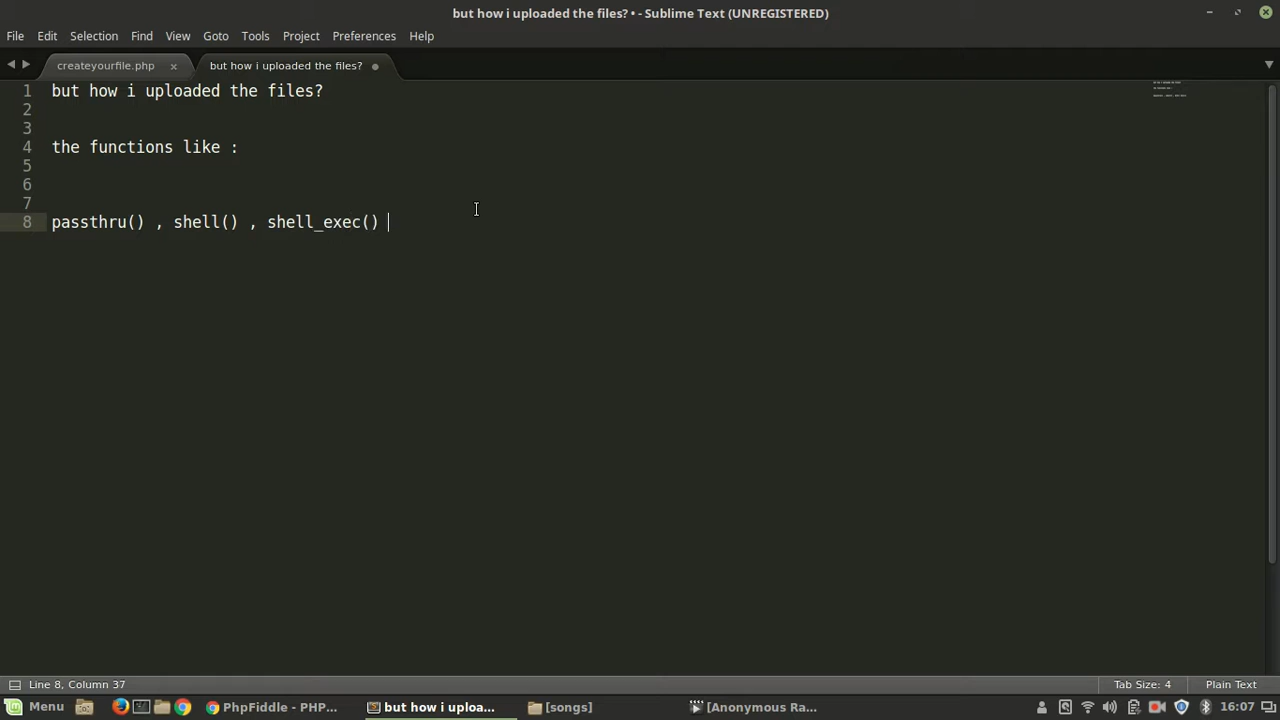 but how i uploaded the files? • - Sublime Text (UNREGISTERED)
File Edit Selection Find View Goto Tools Project Preferences Help
createyourfile.php but how i uploaded the files?
1 but how i uploaded the files?
2
3
4 the functions like :
5
6
7
8 passthru() , shell() , shell_exec()
Line 8, Column 37 Tab Size: 4 Plain Text
Menu PhpFiddle - PHP... but how i uploa... [songs] [Anonymous Ra... 16:07